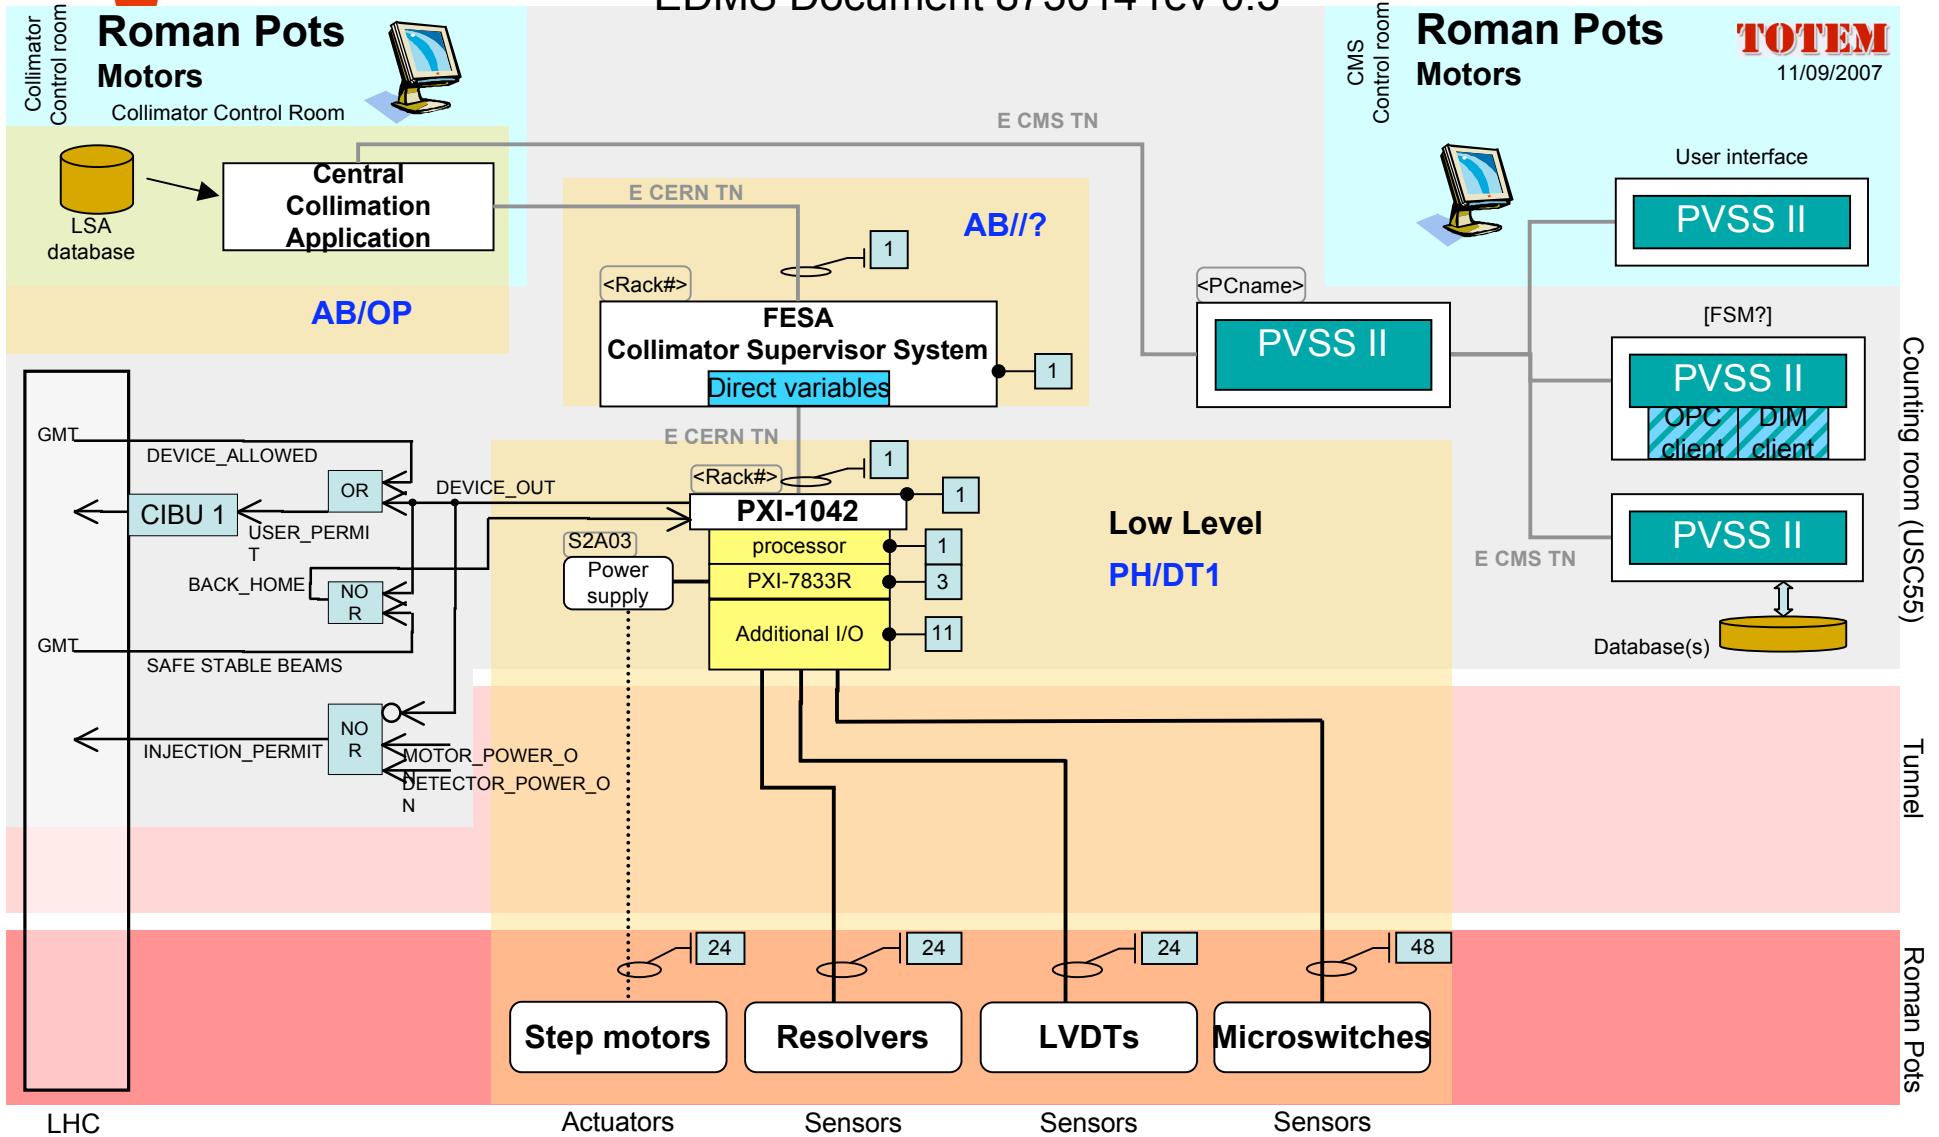 EDMS Document 875014 rev 0.5
Collimator
Control room
Roman Pots
Motors
Collimator Control Room
CMS
Control room
Roman Pots
Motors
TOTEM
11/09/2007
E CMS TN
LSA
database
Central
Collimation
Application
E CERN TN
AB//?
1
User interface
PVSS II
AB/OP
<Rack#>
FESA
Collimator Supervisor System
Direct variables
1
<PCname>
PVSS II
[FSM?]
PVSS II
OPC
client
DIM
client
Counting room (USC55)
E CERN TN
GMT
DEVICE_ALLOWED
OR
DEVICE_OUT
CIBU 1
USER_PERMI
T
BACK_HOME
NO
R
GMT
SAFE STABLE BEAMS
NO
R
INJECTION_PERMIT
MOTOR_POWER_O
N
DETECTOR_POWER_O
N
<Rack#>
1
PXI-1042
1
S2A03
Power
supply
processor
1
PXI-7833R
3
Additional I/O
11
Low Level
PH/DT1
PVSS II
E CMS TN
Database(s)
Tunnel
24
24
24
48
Step motors
Resolvers
LVDTs
Microswitches
Roman Pots
LHC
Actuators
Sensors
Sensors
Sensors